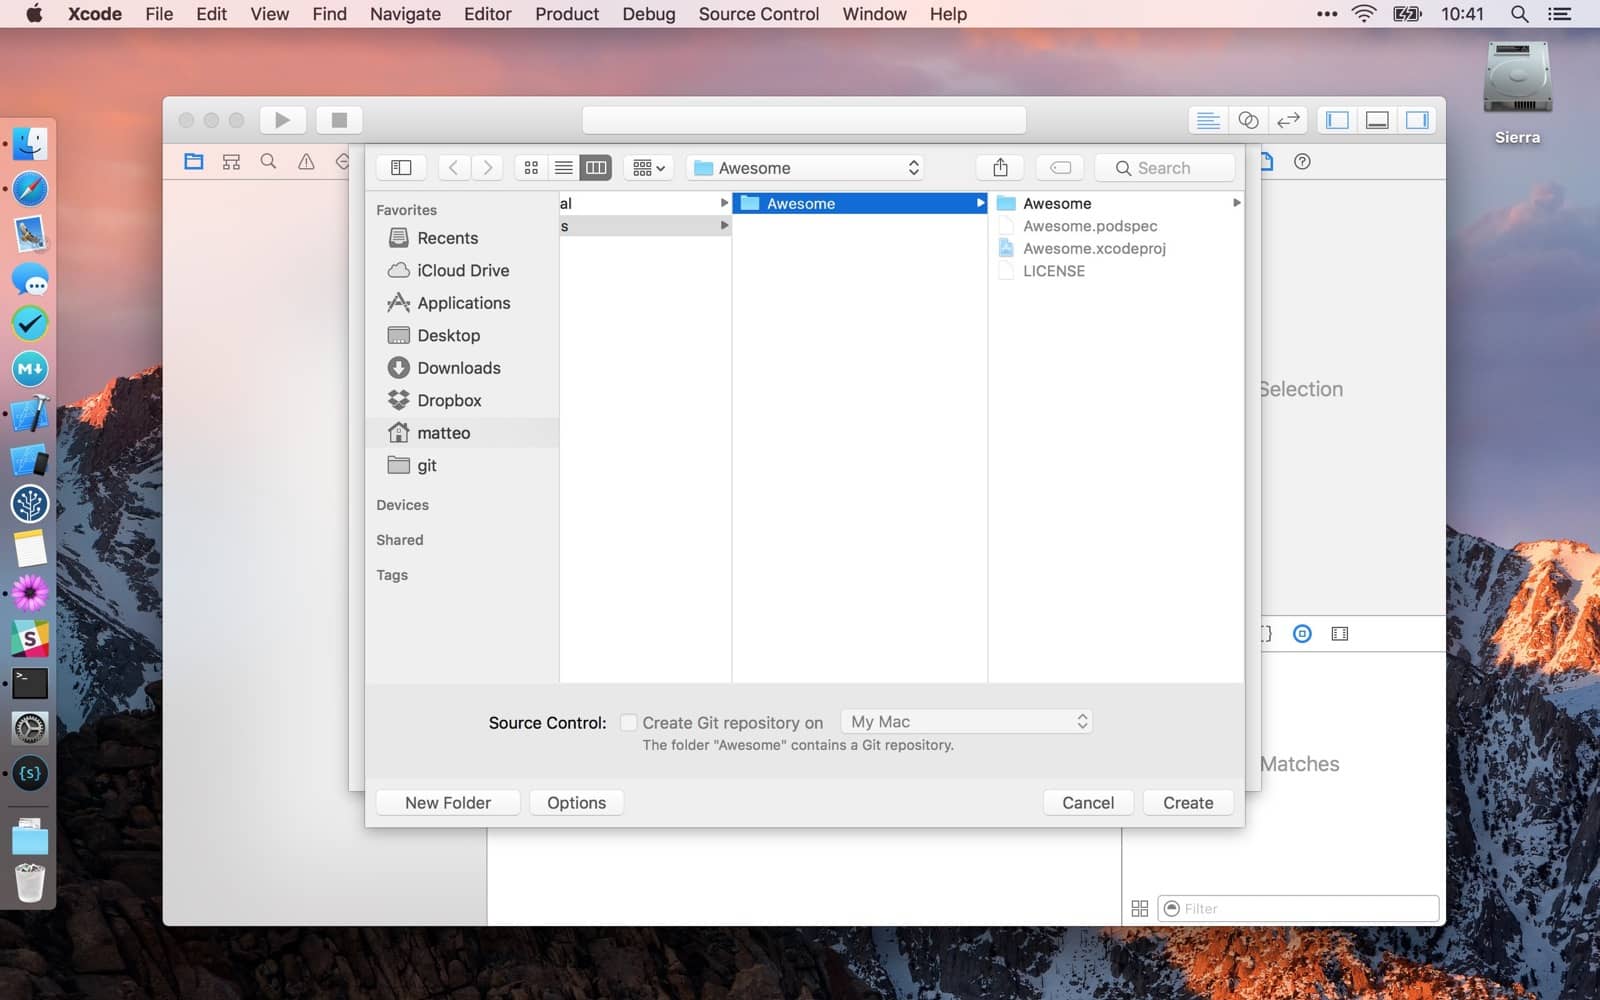 Xcode File Edit View Find Navigate Editor Product Debug Source Control Window Help 10:41
Sierra
Awesome
Search
Favorites
Recents
iCloud Drive
Applications
Desktop
Downloads
Dropbox
matteo
git
Devices
Shared
Tags
al
s
Awesome
Awesome
Awesome.podspec
Awesome.xcodeproj
LICENSE
Selection
Matches
M
S
{s}
Source Control: Create Git repository on My Mac
The folder "Awesome" contains a Git repository.
New Folder Options Cancel Create
Filter